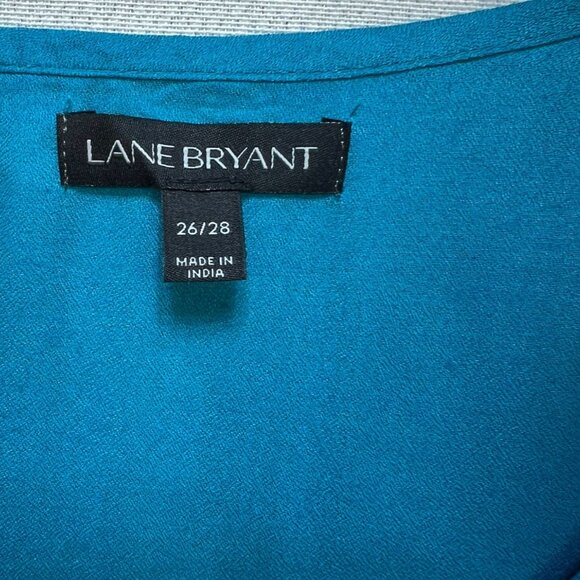 LANE BRYANT
26/28
MADE IN
INDIA